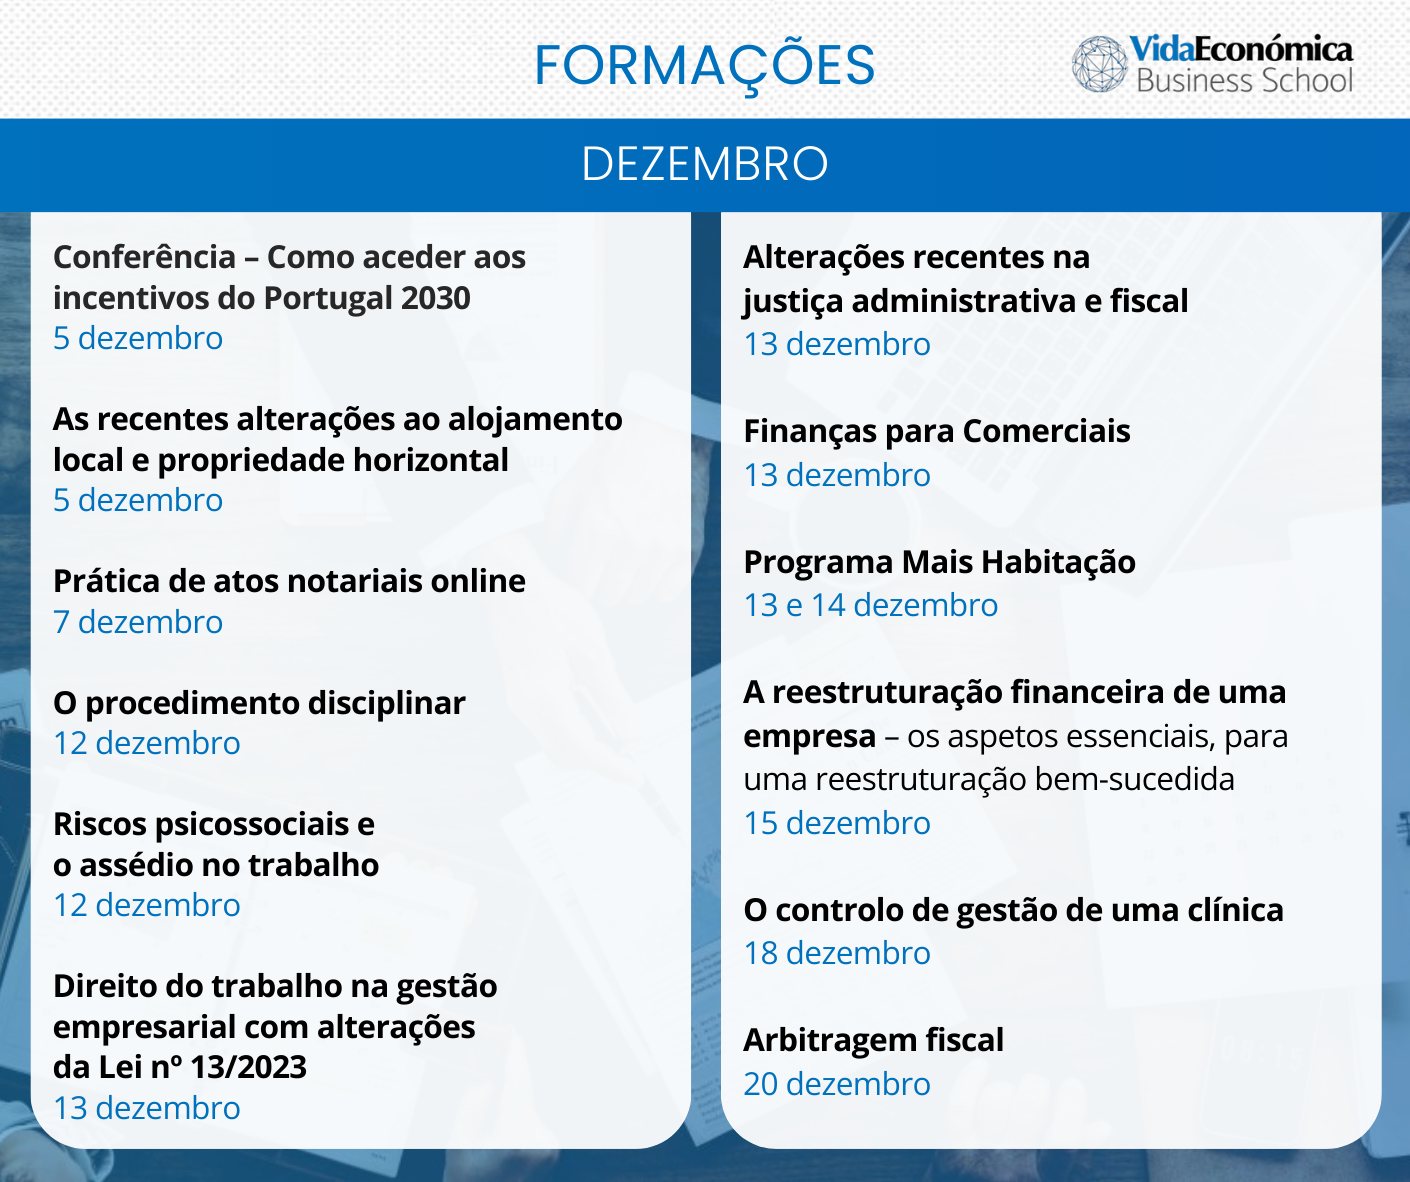 FORMAÇÕES
VidaEconómica
Business School
DEZEMBRO
Conferência – Como aceder aos
incentivos do Portugal 2030
5 dezembro
As recentes alterações ao alojamento
local e propriedade horizontal
5 dezembro
Prática de atos notariais online
7 dezembro
O procedimento disciplinar
12 dezembro
Riscos psicossociais e
o assédio no trabalho
12 dezembro
Direito do trabalho na gestão
empresarial com alterações
da Lei nº 13/2023
13 dezembro
Alterações recentes na
justiça administrativa e fiscal
13 dezembro
Finanças para Comerciais
13 dezembro
Programa Mais Habitação
13 e 14 dezembro
A reestruturação financeira de uma
empresa – os aspetos essenciais, para
uma reestruturação bem-sucedida
15 dezembro
O controlo de gestão de uma clínica
18 dezembro
Arbitragem fiscal
20 dezembro